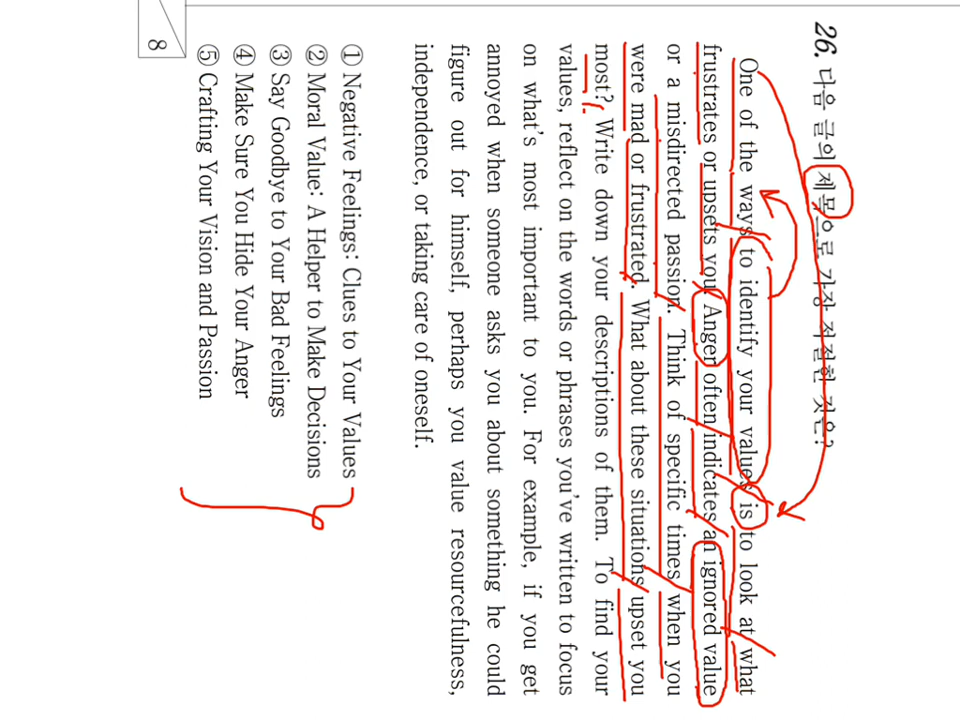 26. 다음 글의 제목으로 가장 적절한 것은?
One of the ways to identify your values is to look at what
frustrates or upsets you. Anger often indicates an ignored value
or a misdirected passion. Think of specific times when you
were mad or frustrated. What about these situations upset you
most? Write down your descriptions of them. To find your
values, reflect on the words or phrases you've written to focus
on what's most important to you. For example, if you get
annoyed when someone asks you about something he could
figure out for himself, perhaps you value resourcefulness,
independence, or taking care of oneself.
① Negative Feelings: Clues to Your Values
② Moral Value: A Helper to Make Decisions
③ Say Goodbye to Your Bad Feelings
④ Make Sure You Hide Your Anger
⑤ Crafting Your Vision and Passion
8